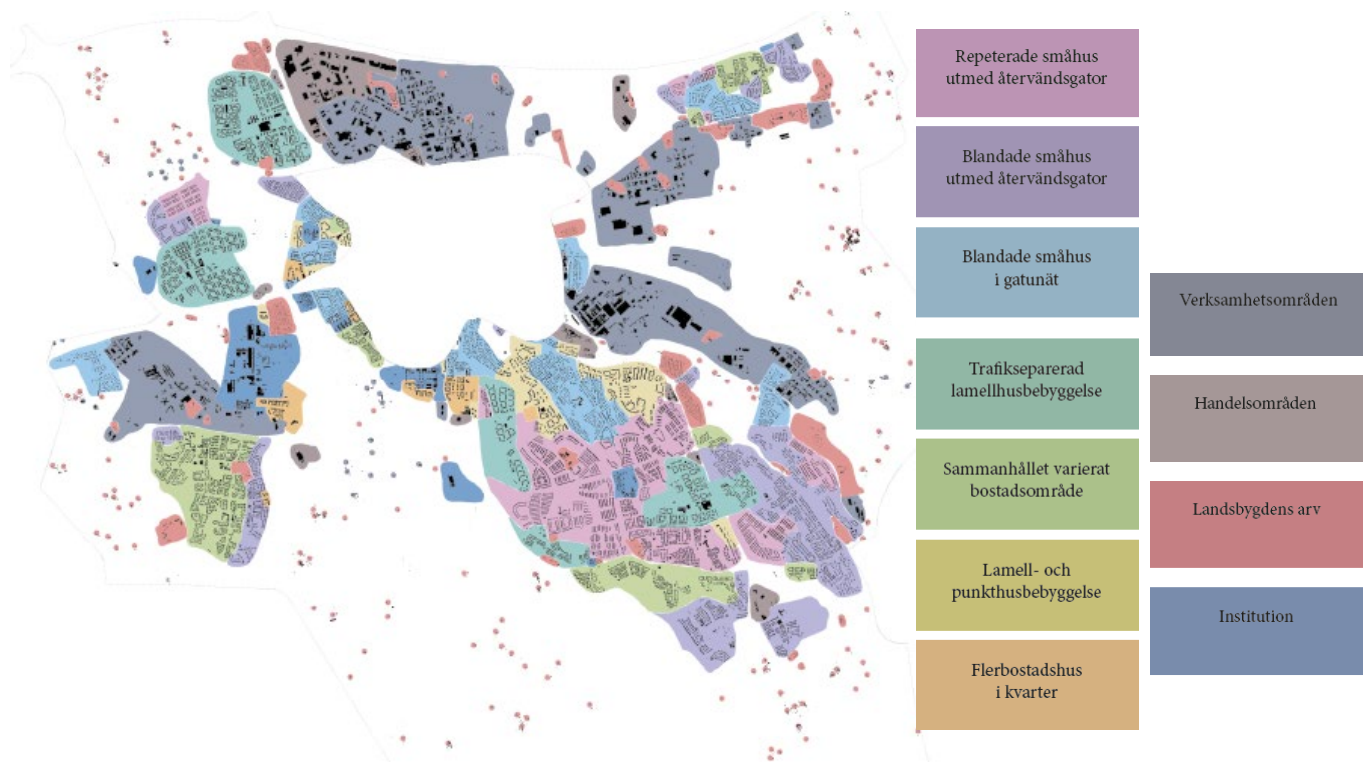 Repeterade småhus
utmed återvändsgator
Blandade småhus
utmed återvändsgator
Blandade småhus
i gatunät
Trafikseparerad
lamellhusbebyggelse
Sammanhållet varierat
bostadsområde
Lamell- och
punkthusbebyggelse
Flerbostadshus
i kvarter
Verksamhetsområden
Handelsområden
Landsbygdens arv
Institution